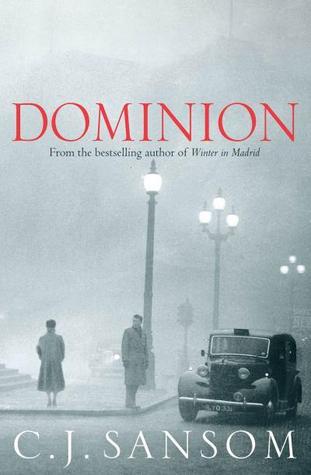 DOMINION
From the bestselling author of Winter in Madrid
C.J. SANSOM